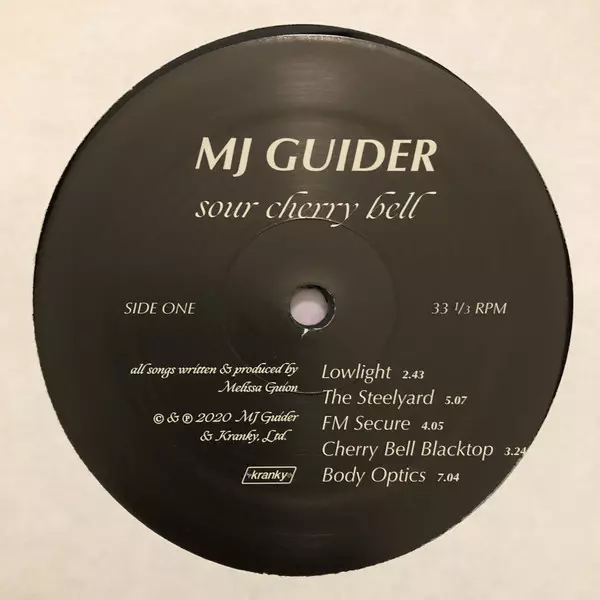 MJ GUIDER
sour cherry bell
SIDE ONE
33 1/3 RPM
all songs written & produced by
Melissa Guion
© & ℗ 2020 MJ Guider
& Kranky, Ltd.
kranky
Lowlight 2.43
The Steelyard 5.07
FM Secure 4.05
Cherry Bell Blacktop 3.24
Body Optics 7.04